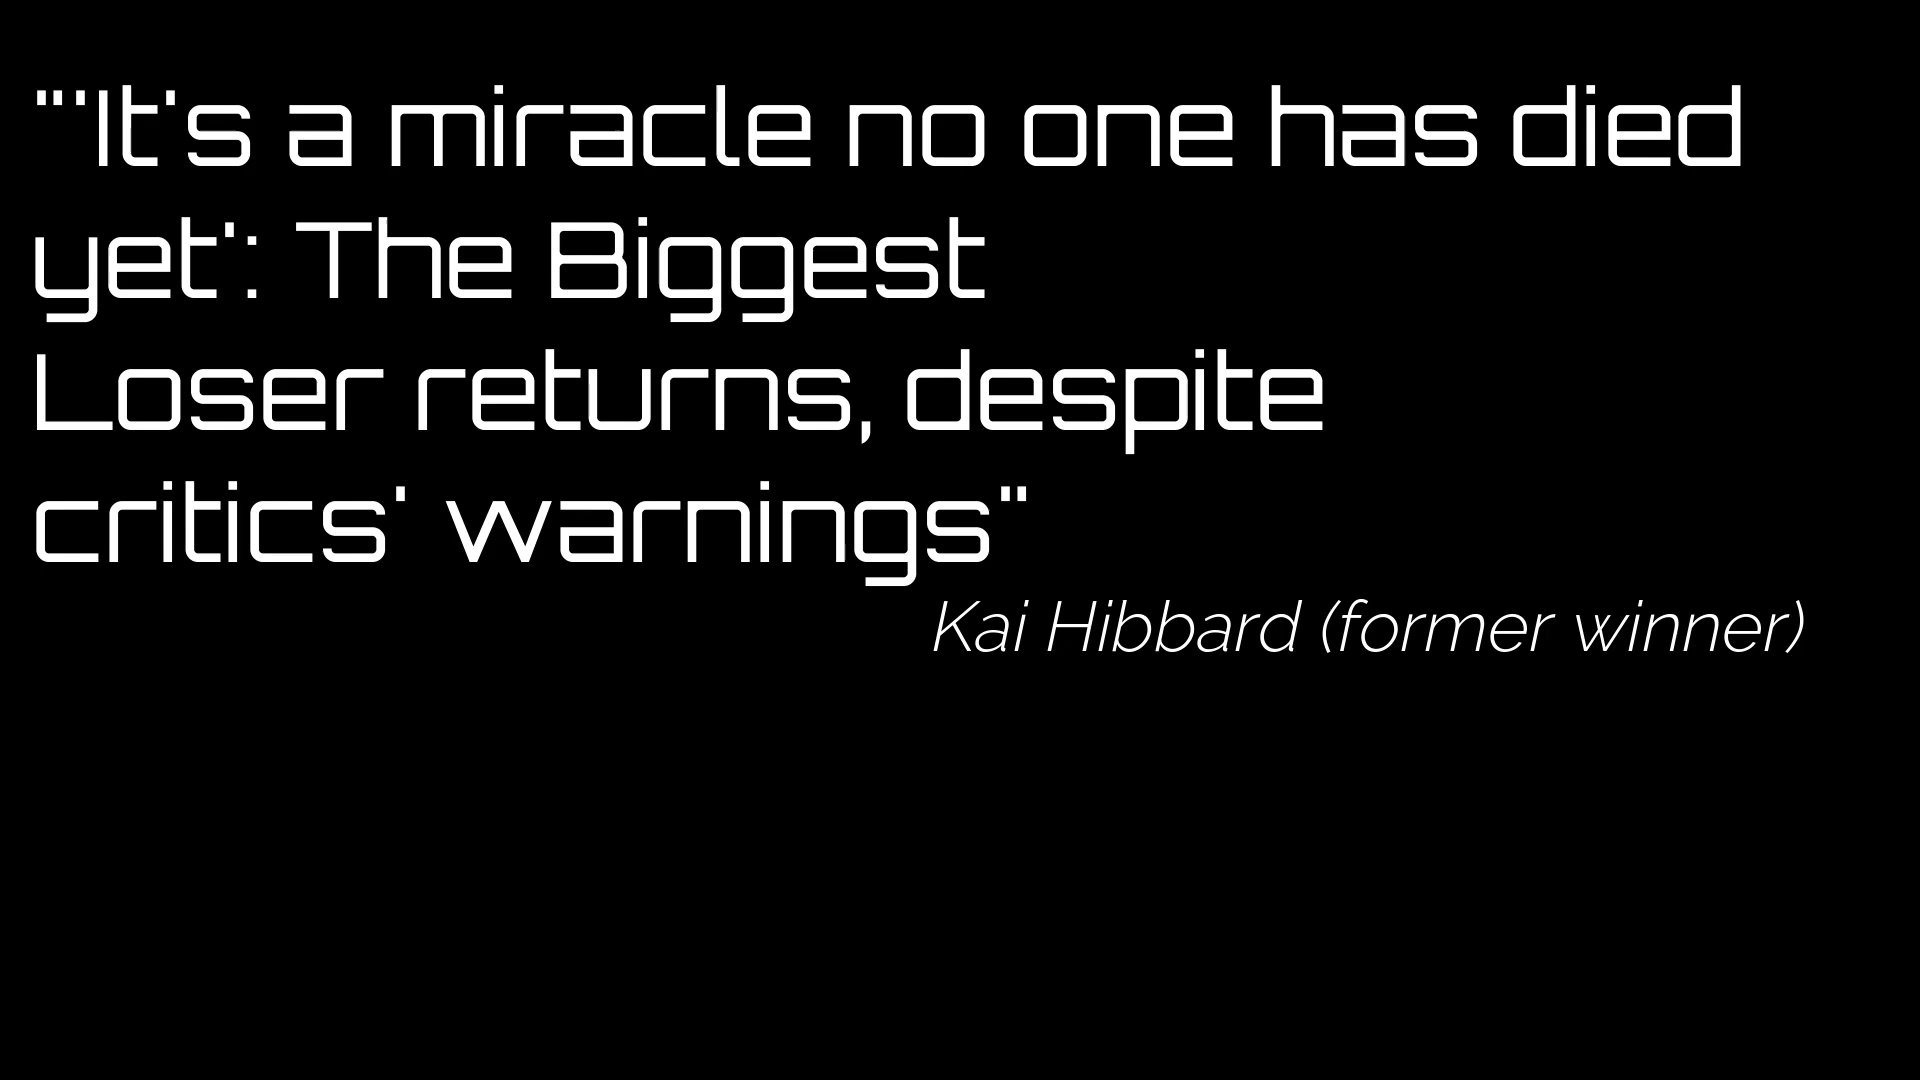 "'It's a miracle no one has died
yet': The Biggest
Loser returns, despite
critics' warnings"
Kai Hibbard (former winner)